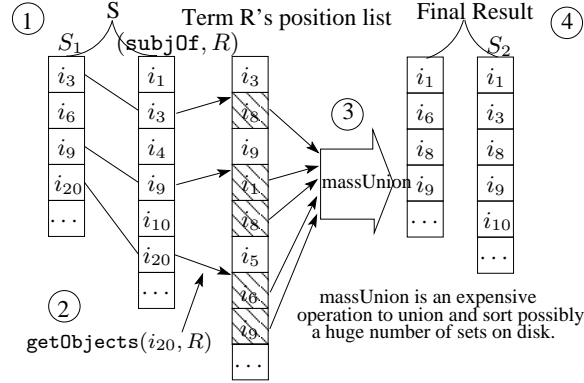 ① S Term R's position list Final Result ④
S₁ (subjOf, R) S₂
i₃ i₁ i₃ i₁ i₁
i₆ i₃ i₈ i₆ i₃
i₉ i₄ i₉ i₈ i₈
i₂₀ i₉ i₁ i₉ i₉
... i₁₀ i₈ ... i₁₀
i₂₀ i₅ ...
... i₆
i₉
...
③
massUnion
②
getObjects(i₂₀, R)
massUnion is an expensive
operation to union and sort possibly
a huge number of sets on disk.